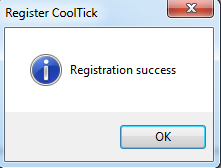 Register CoolTick
Registration success
OK